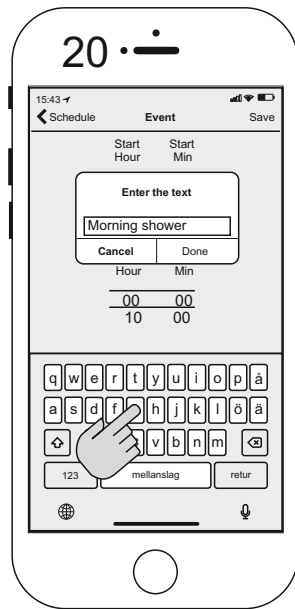 20
15:43
Schedule Event Save
Start Start
Hour Min
Enter the text
Morning shower
Cancel Done
Hour Min
00 00
10 00
q w e r t y u i o p å
a s d f h j k l ö ä
v b n m
123 mellanslag retur